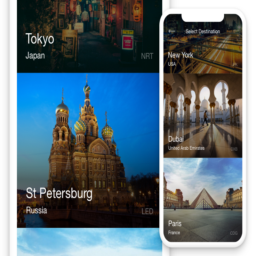 Tokyo
Japan
NRT
St Petersburg
Russia
LED
Select Destination
New York
USA
Dubai
United Arab Emirates
Paris
France